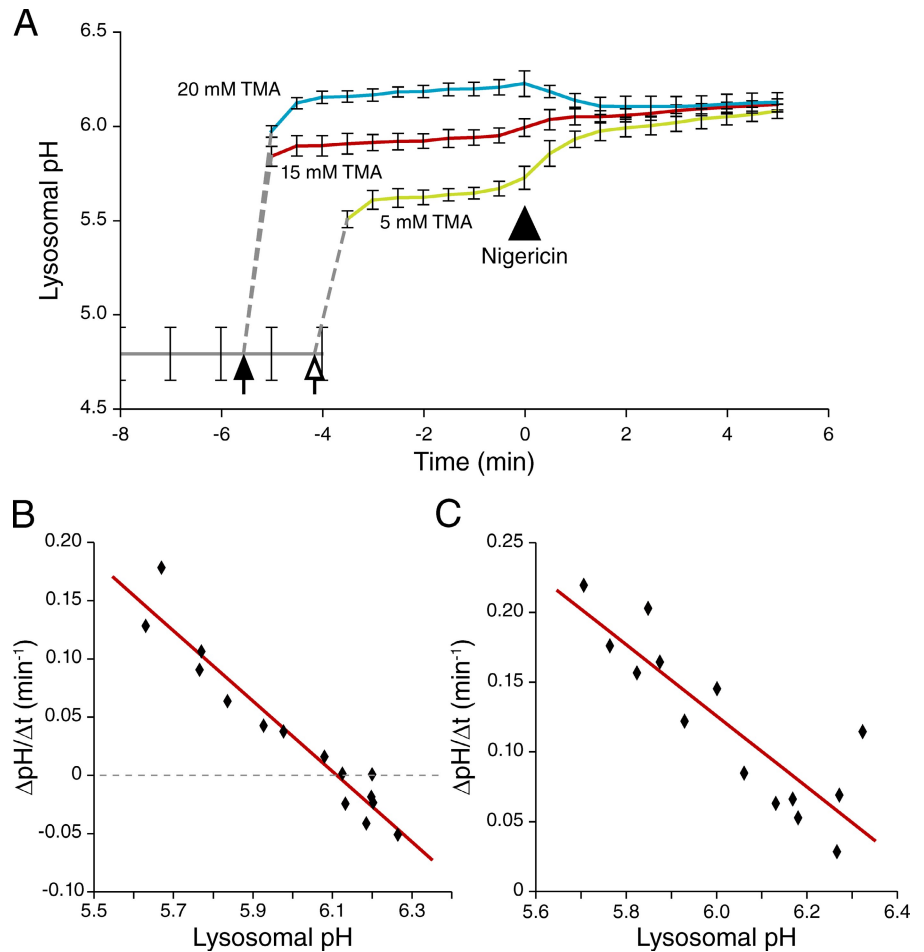 A
6.5
6.0
5.5
5.0
4.5
Lysosomal pH
20 mM TMA
15 mM TMA
5 mM TMA
Nigericin
-8 -6 -4 -2 0 2 4 6
Time (min)
B
0.20
0.15
0.10
0.05
0
-0.05
-0.10
ΔpH/Δt (min-1)
5.5 5.7 5.9 6.1 6.3
Lysosomal pH
C
0.25
0.20
0.15
0.10
0.05
0
ΔpH/Δt (min-1)
5.6 5.8 6.0 6.2 6.4
Lysosomal pH